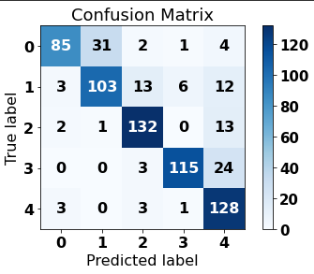 Confusion Matrix
0 85 31 2 1 4
1 3 103 13 6 12
2 2 1 132 0 13
3 0 0 3 115 24
4 3 0 3 1 128
0 1 2 3 4
Predicted label
True label
120
100
80
60
40
20
0